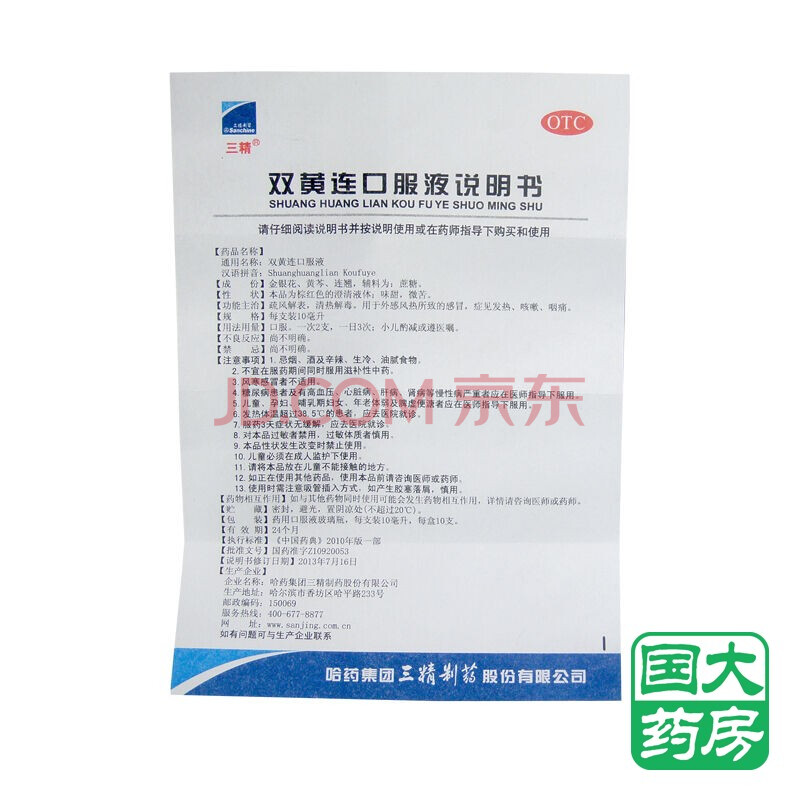 三精制药
Sanchine
三精®
OTC
双黄连口服液说明书
SHUANG HUANG LIAN KOU FU YE SHUO MING SHU
请仔细阅读说明书并按说明使用或在药师指导下购买和使用
【药品名称】
通用名称：双黄连口服液
汉语拼音：Shuanghuanglian Koufuye
【成 份】金银花、黄芩、连翘，辅料为：蔗糖。
【性 状】本品为棕红色的澄清液体；味甜，微苦。
【功能主治】疏风解表，清热解毒。用于外感风热所致的感冒，症见发热、咳嗽、咽痛。
【规 格】每支装10毫升
【用法用量】口服。一次2支，一日3次；小儿酌减或遵医嘱。
【不良反应】尚不明确。
【禁 忌】尚不明确。
【注意事项】1. 忌烟、酒及辛辣、生冷、油腻食物。
2. 不宜在服药期间同时服用滋补性中药。
3. 风寒感冒者不适用。
4. 糖尿病患者及有高血压、心脏病、肝病、肾病等慢性病严重者应在医师指导下服用。
5. 儿童、孕妇、哺乳期妇女、年老体弱及脾虚便溏者应在医师指导下服用。
6. 发热体温超过38.5℃的患者，应去医院就诊。
7. 服药3天症状无缓解，应去医院就诊。
8. 对本品过敏者禁用，过敏体质者慎用。
9. 本品性状发生改变时禁止使用。
10. 儿童必须在成人监护下使用。
11. 请将本品放在儿童不能接触的地方。
12. 如正在使用其他药品，使用本品前请咨询医师或药师。
13. 使用时需注意吸管插入方式，如产生胶塞落屑，慎用。
【药物相互作用】如与其他药物同时使用可能会发生药物相互作用，详情请咨询医师或药师。
【贮 藏】密封，避光，置阴凉处(不超过20℃)。
【包 装】药用口服液玻璃瓶，每支装10毫升，每盒10支。
【有 效 期】24个月
【执行标准】《中国药典》2010年版一部
【批准文号】国药准字Z10920053
【说明书修订日期】2013年7月16日
【生产企业】
企业名称：哈药集团三精制药股份有限公司
生产地址：哈尔滨市香坊区哈平路233号
邮政编码：150069
服务热线：400-677-8877
网 址：www.sanjing.com.cn
如有问题可与生产企业联系
哈药集团三精制药股份有限公司
JD.COM 京东
国大药房